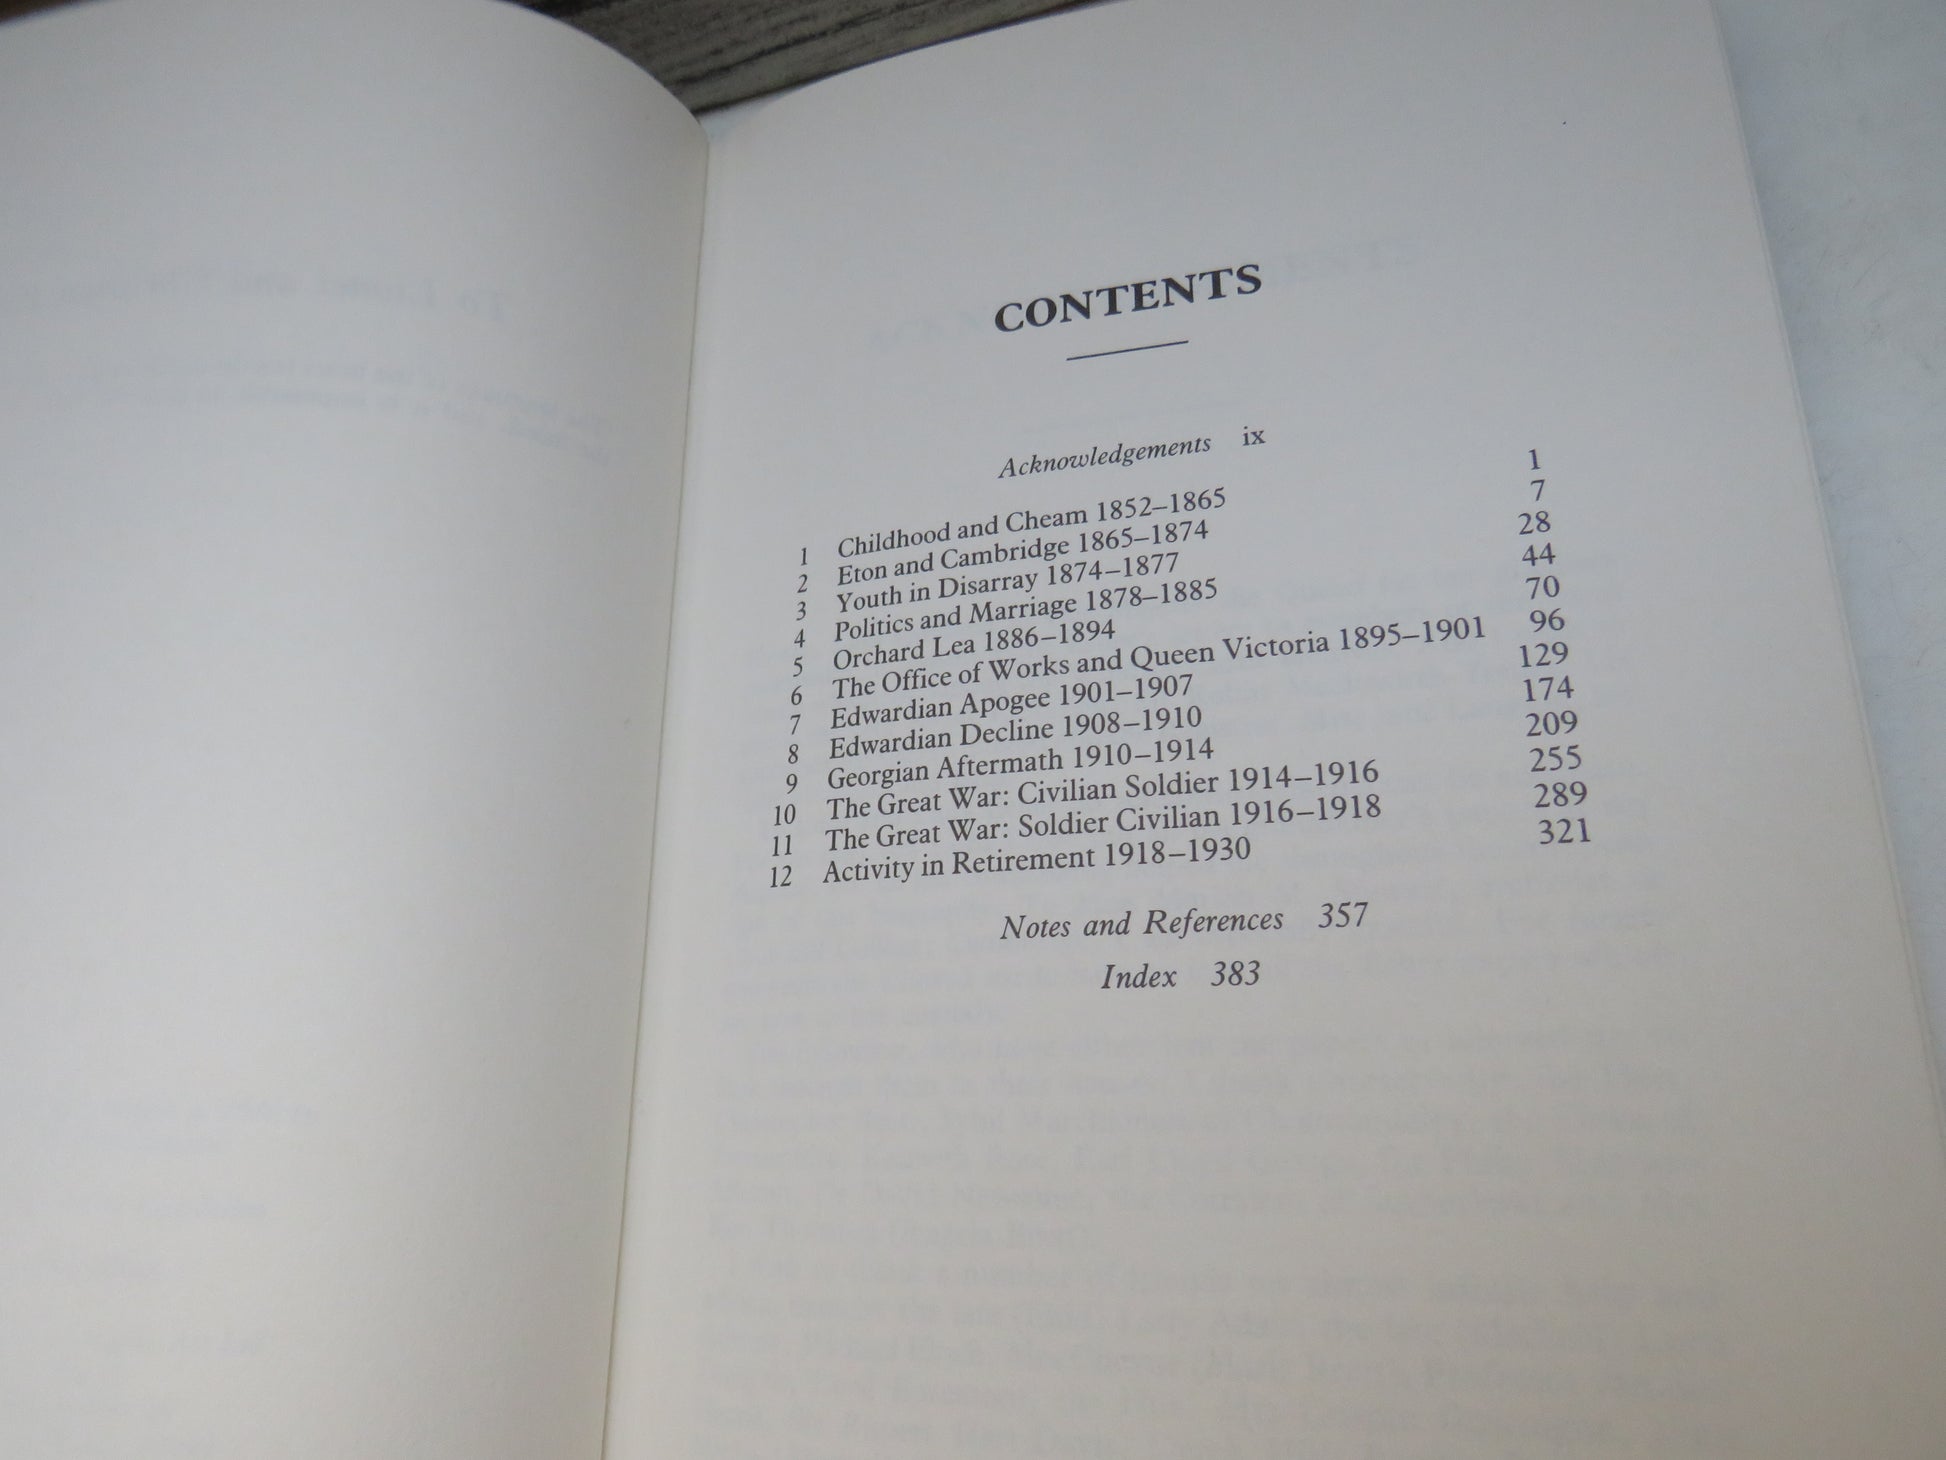 CONTENTS
Acknowledgements ix
1 Childhood and Cheam 1852–1865 1
2 Eton and Cambridge 1865–1874 7
3 Youth in Disarray 1874–1877 28
4 Politics and Marriage 1878–1885 44
5 Orchard Lea 1886–1894 70
6 The Office of Works and Queen Victoria 1895–1901 96
7 Edwardian Apogee 1901–1907 129
8 Edwardian Decline 1908–1910 174
9 Georgian Aftermath 1910–1914 209
10 The Great War: Civilian Soldier 1914–1916 255
11 The Great War: Soldier Civilian 1916–1918 289
12 Activity in Retirement 1918–1930 321
Notes and References 357
Index 383